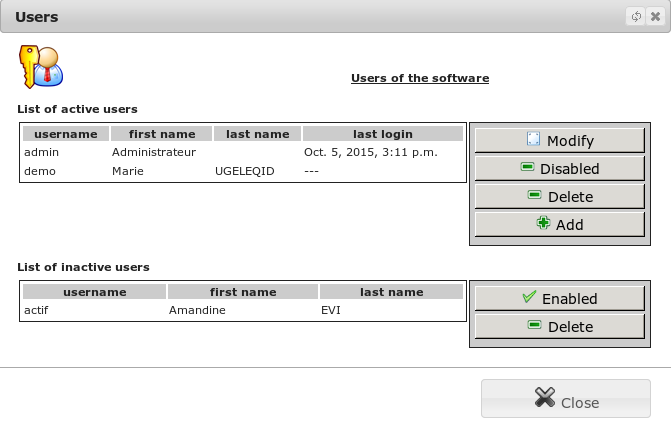 Users
Users of the software
List of active users
username first name last name last login
admin Administrateur Oct. 5, 2015, 3:11 p.m.
demo Marie UGELEQID ---
Modify
Disabled
Delete
Add
List of inactive users
username first name last name
actif Amandine EVI
Enabled
Delete
Close